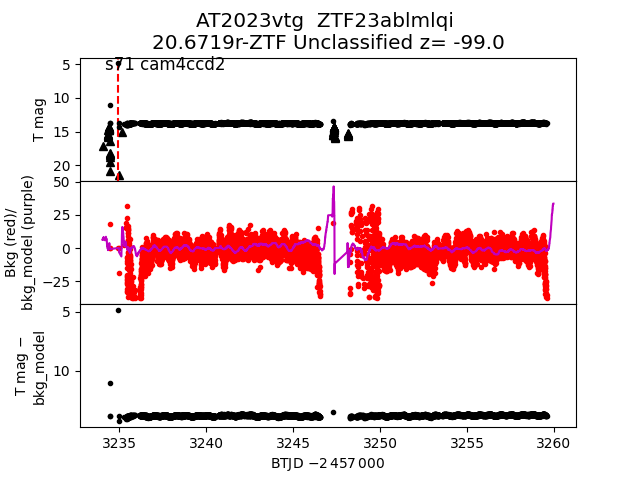 AT2023vtg  ZTF23ablmlqi
20.6719r-ZTF Unclassified z= -99.0
s71 cam4ccd2
T mag
5
10
15
20
Bkg (red)/
bkg_model (purple)
50
25
0
−25
T mag −
bkg_model
5
10
3235
3240
3245
3250
3255
3260
BTJD −2 457 000